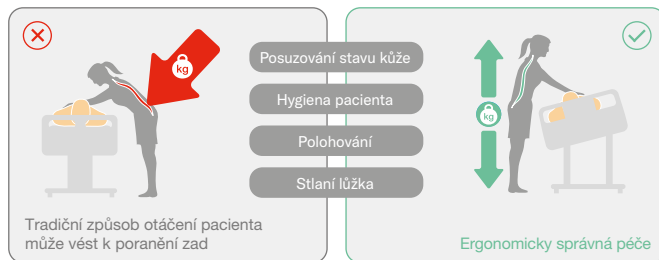 kg
Posuzování stavu kůže
Hygiena pacienta
kg
Polohování
Stlaní lůžka
Tradiční způsob otáčení pacienta
může vést k poranění zad
Ergonomicky správná péče